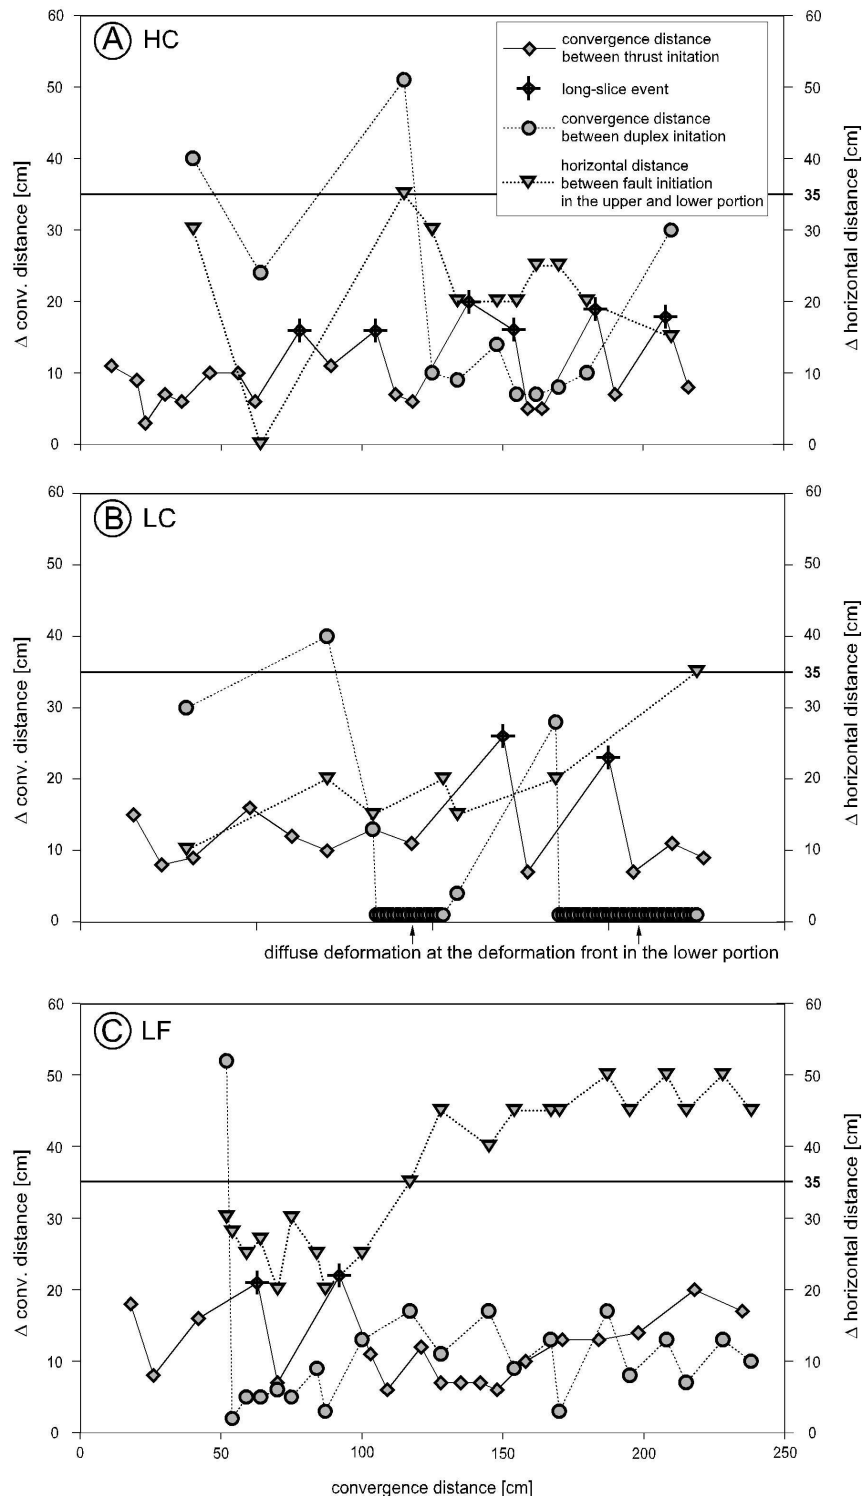 A HC
convergence distance
between thrust initation
long-slice event
convergence distance
between duplex initation
horizontal distance
between fault initiation
in the upper and lower portion
60
50
40
30
20
10
0
Δ conv. distance [cm]
60
50
40
35
30
20
10
0
Δ horizontal distance [cm]
B LC
60
50
40
30
20
10
0
Δ conv. distance [cm]
60
50
40
35
30
20
10
0
Δ horizontal distance [cm]
diffuse deformation at the deformation front in the lower portion
C LF
60
50
40
30
20
10
0
Δ conv. distance [cm]
60
50
40
35
30
20
10
0
Δ horizontal distance [cm]
0 50 100 150 200 250
convergence distance [cm]